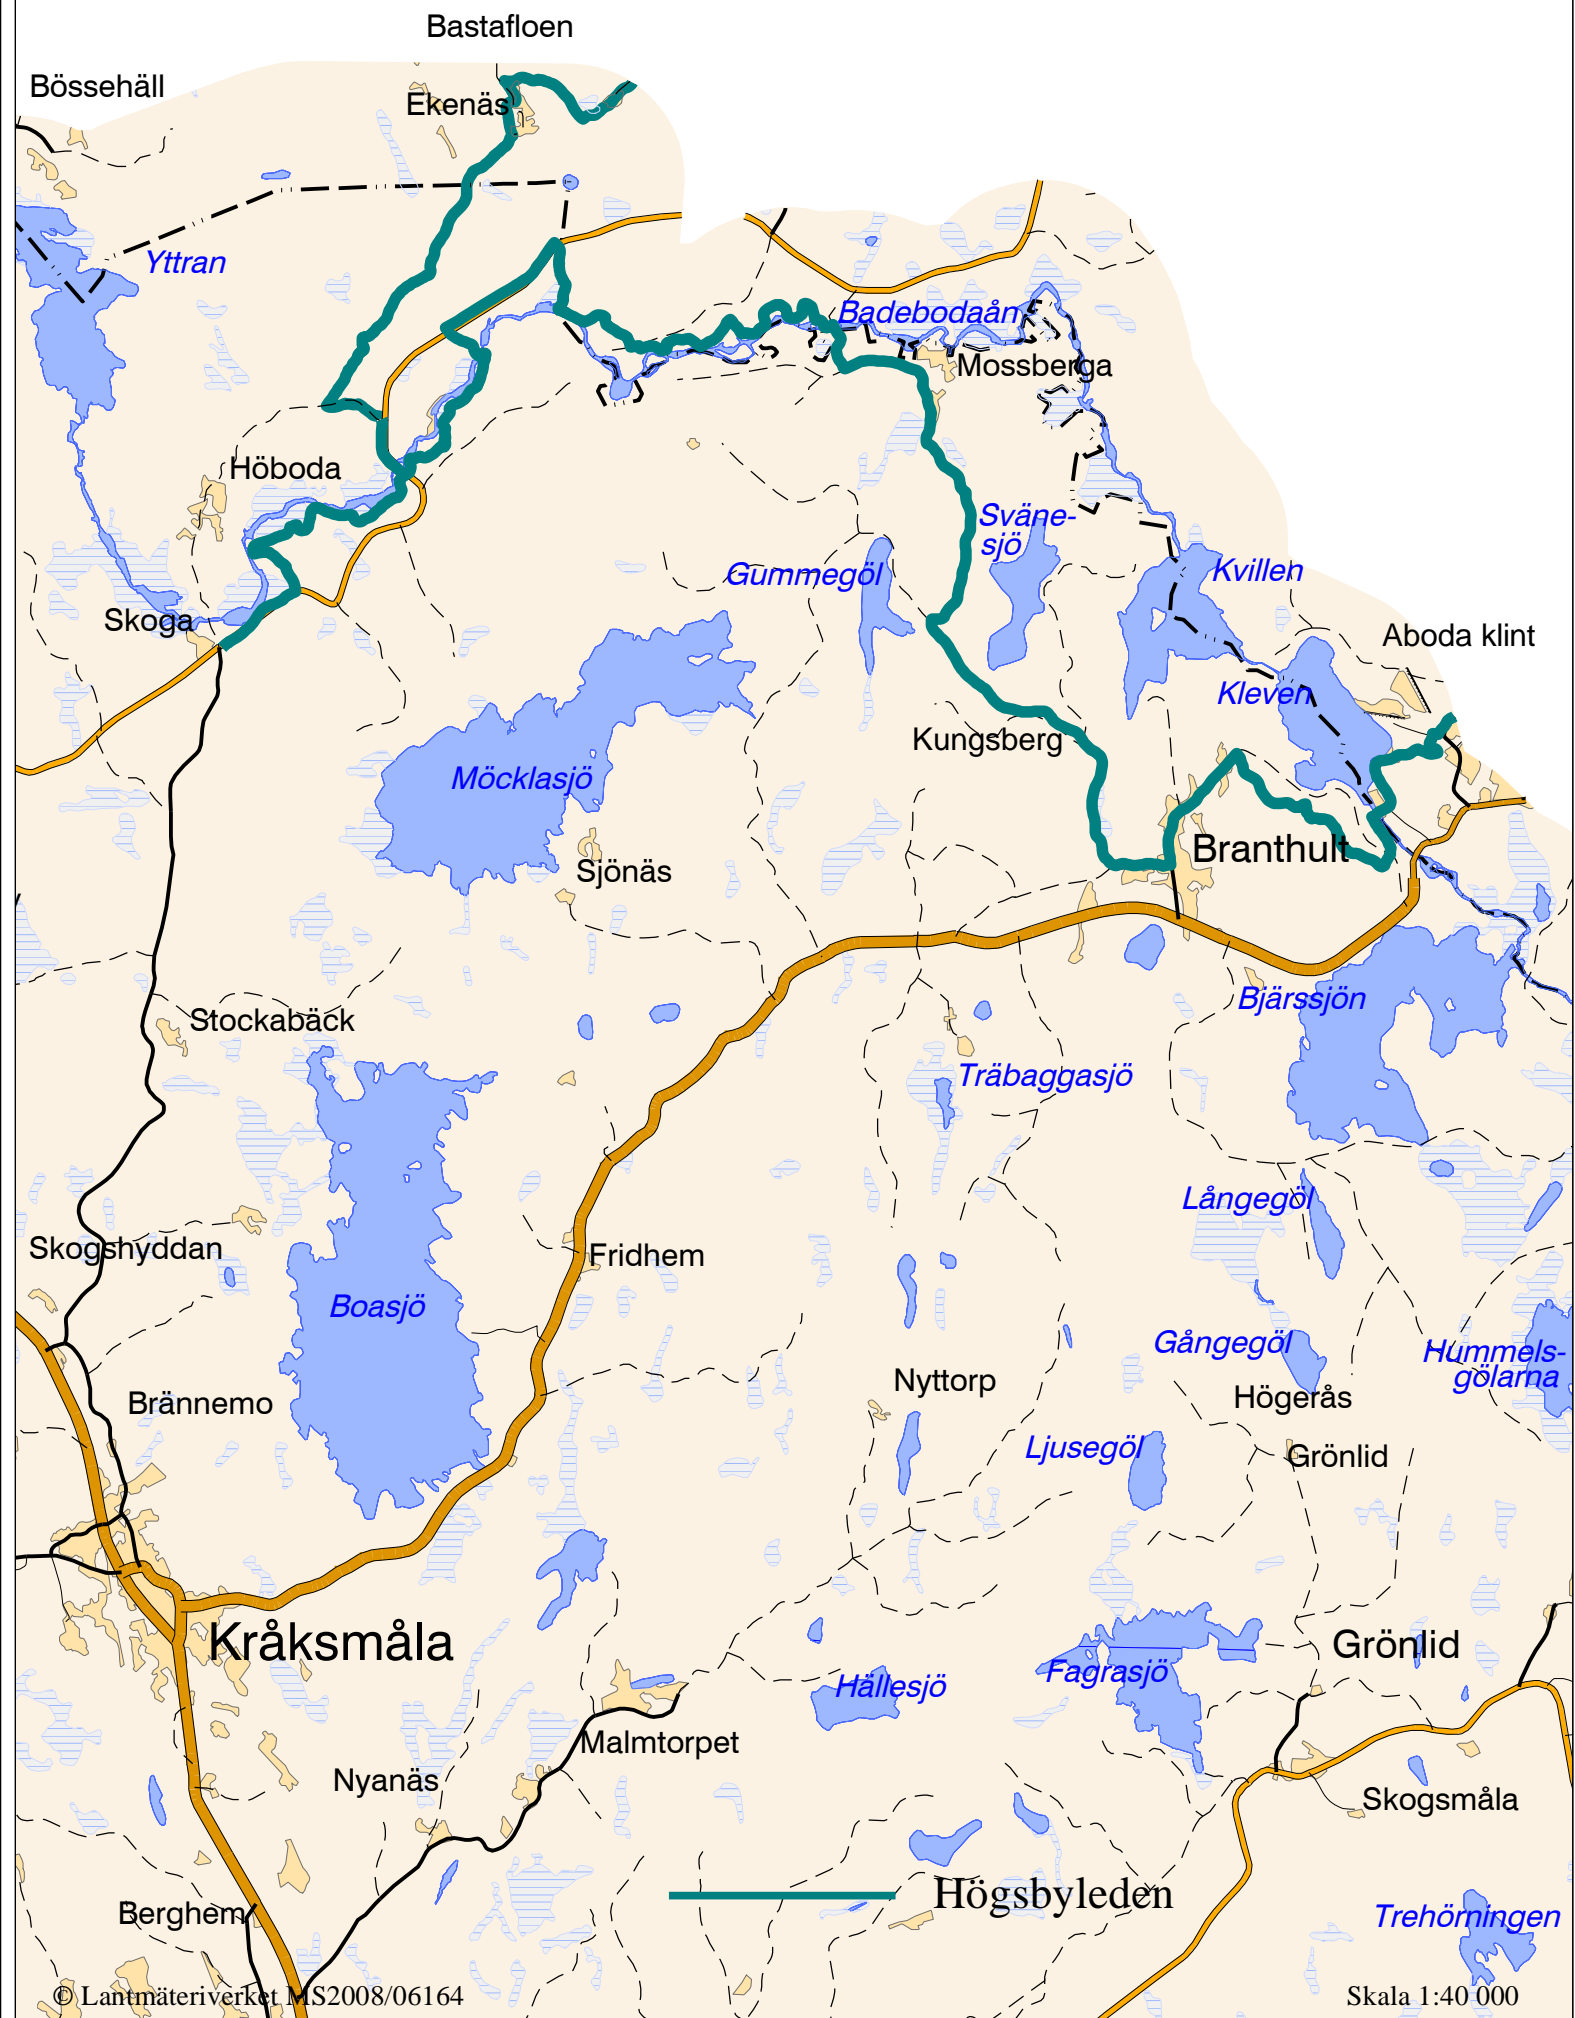 Bastafloen
Bössehäll
Ekenäs
Yttran
Badebodaån
Mossberga
Höboda
Sväne-
sjö
Gummegöl
Kvillen
Skoga
Aboda klint
Kleven
Kungsberg
Möcklasjö
Branthult
Sjönäs
Bjärssjön
Stockabäck
Träbaggasjö
Långegöl
Skogshyddan
Fridhem
Boasjö
Gångegöl
Hummels-
gölarna
Nyttorp
Högerås
Brännemo
Ljusegöl
Grönlid
Kråksmåla
Grönlid
Fagrasjö
Hällesjö
Malmtorpet
Nyanäs
Skogsmåla
Högsbyleden
Berghem
Trehörningen
© Lantmäteriverket MS2008/06164
Skala 1:40 000